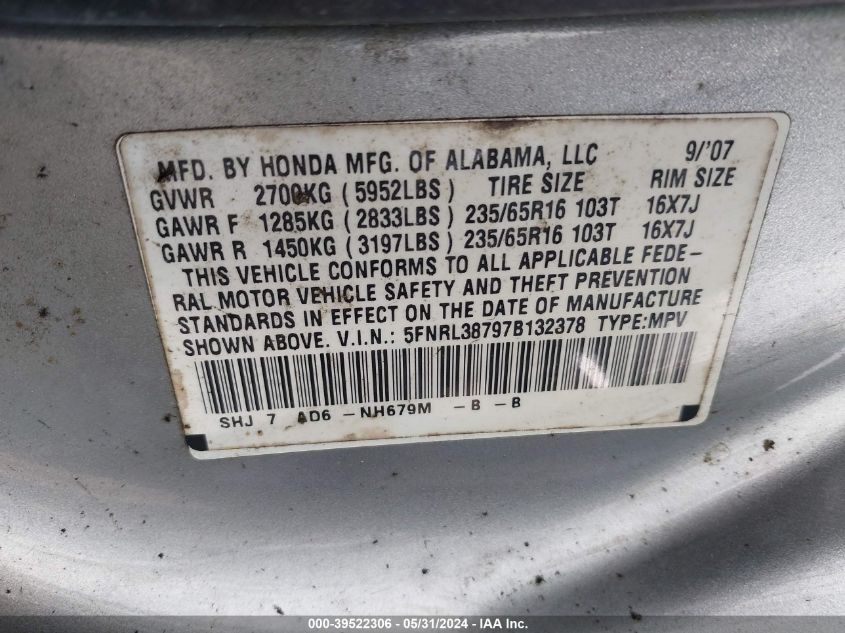 MFD. BY HONDA MFG. OF ALABAMA, LLC 9/'07
GVWR 2700KG (5952LBS) TIRE SIZE RIM SIZE
GAWR F 1285KG (2833LBS) 235/65R16 103T 16X7J
GAWR R 1450KG (3197LBS) 235/65R16 103T 16X7J
THIS VEHICLE CONFORMS TO ALL APPLICABLE FEDE-
RAL MOTOR VEHICLE SAFETY AND THEFT PREVENTION
STANDARDS IN EFFECT ON THE DATE OF MANUFACTURE
SHOWN ABOVE. V.I.N.: 5FNRL38797B132378 TYPE:MPV
SHJ 7 AD6 -NH679M -B -B
000-39522306 - 05/31/2024 - IAA Inc.